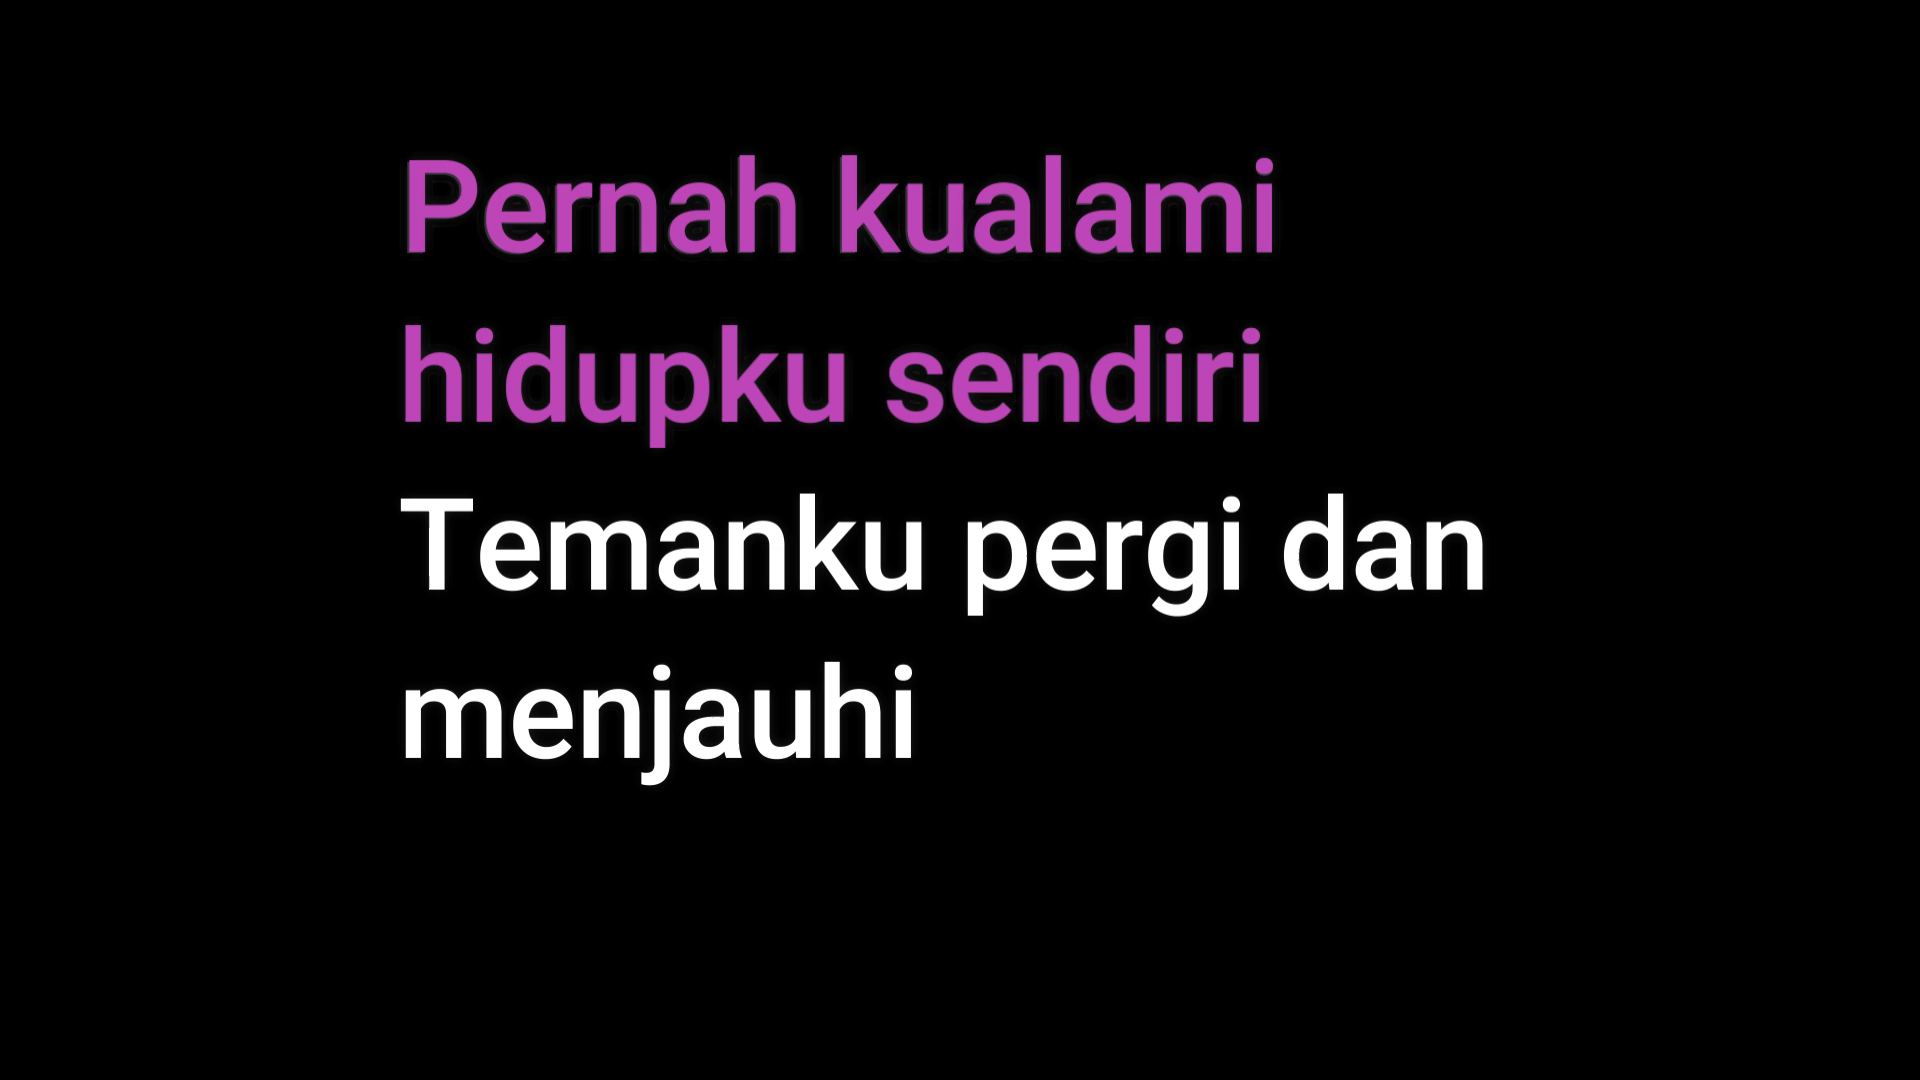 Pernah kualami
hidupku sendiri
Temanku pergi dan
menjauhi